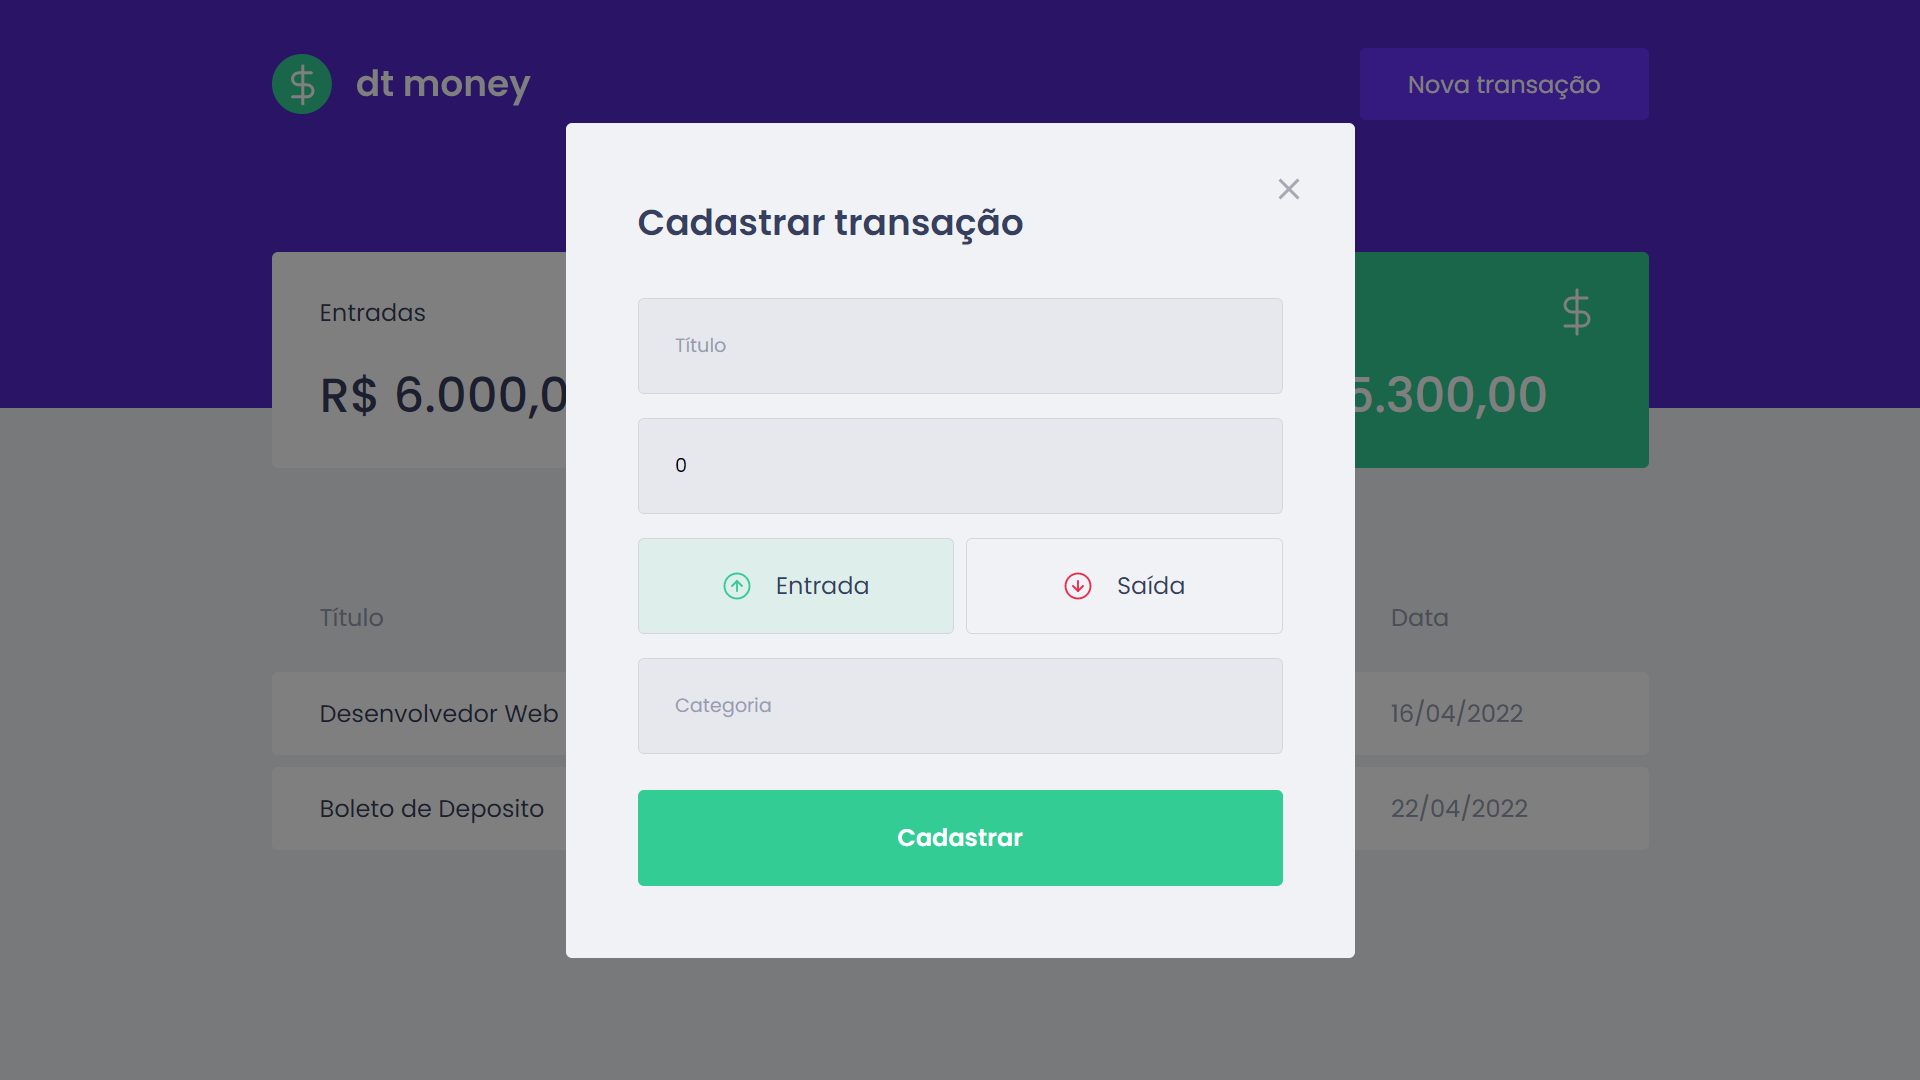 dt money
Nova transação
Cadastrar transação
Entradas
R$ 6.000,0
5.300,00
Título
0
Entrada
Saída
Categoria
Cadastrar
Título
Data
Desenvolvedor Web
16/04/2022
Boleto de Deposito
22/04/2022